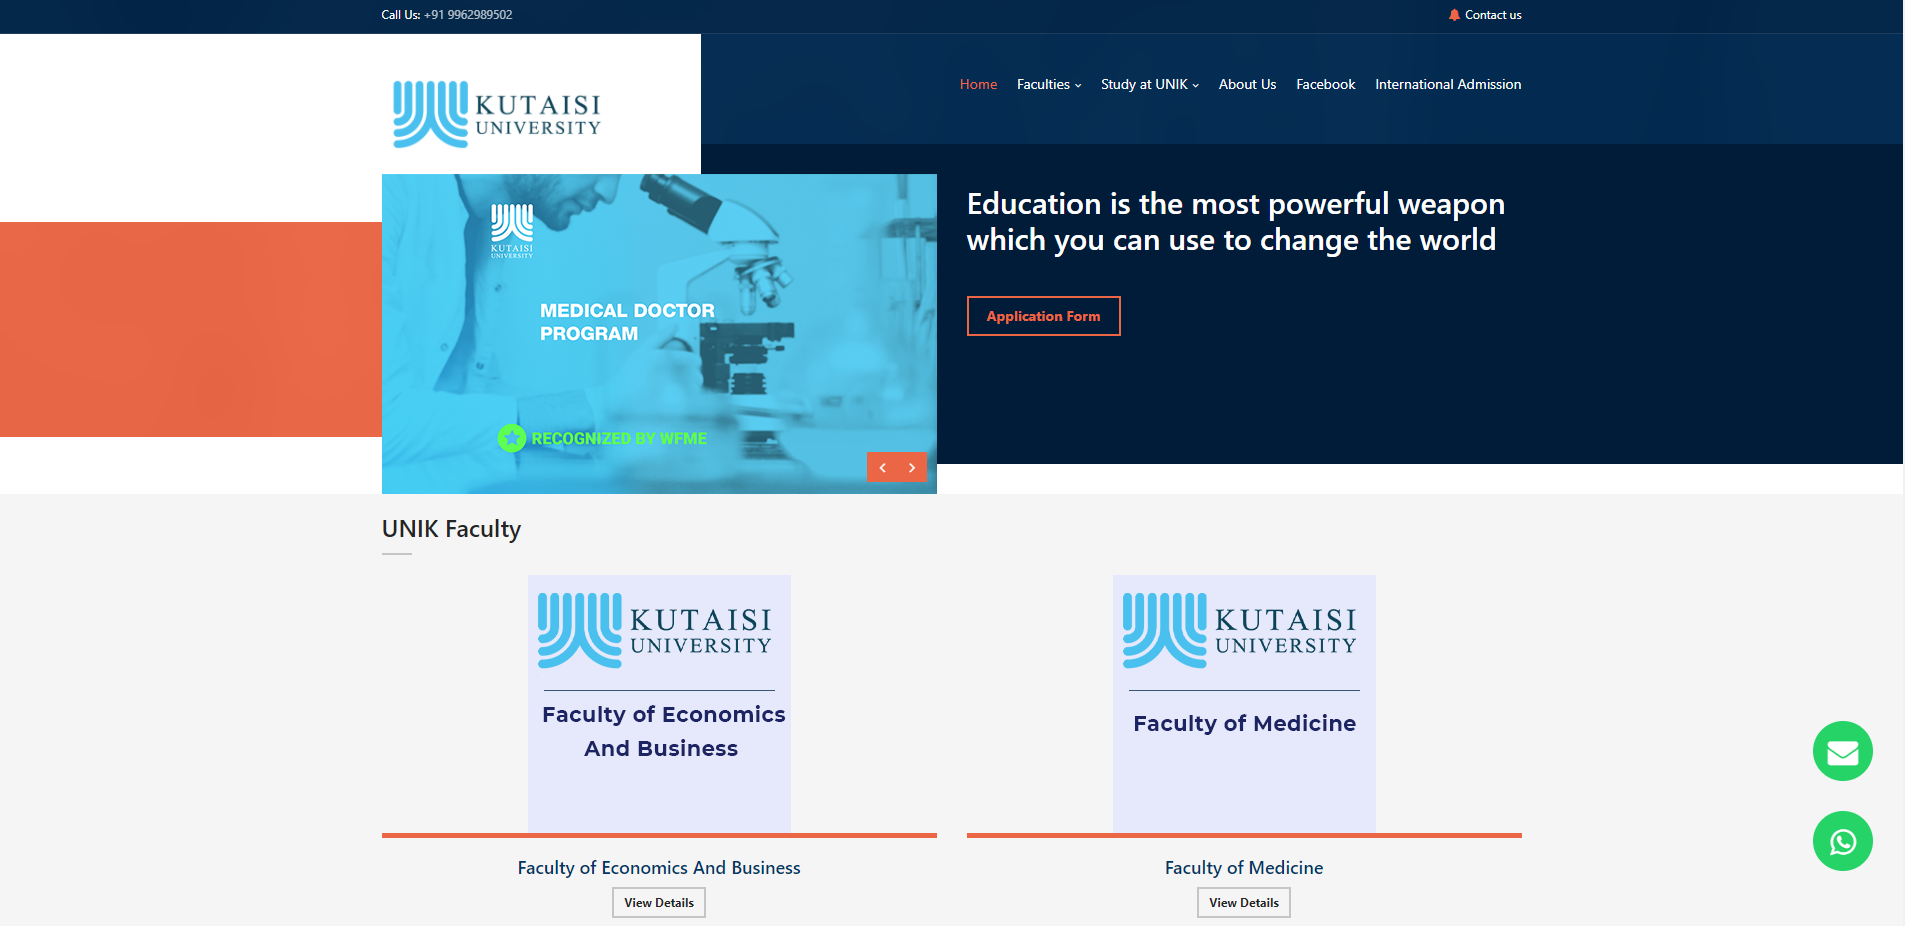 Call Us: +91 9962989502
Contact us
KUTAISI
UNIVERSITY
Home Faculties Study at UNIK About Us Facebook International Admission
KUTAISI
UNIVERSITY
MEDICAL DOCTOR
PROGRAM
RECOGNIZED BY WFME
Education is the most powerful weapon
which you can use to change the world
Application Form
UNIK Faculty
KUTAISI
UNIVERSITY
Faculty of Economics
And Business
Faculty of Economics And Business
View Details
KUTAISI
UNIVERSITY
Faculty of Medicine
Faculty of Medicine
View Details